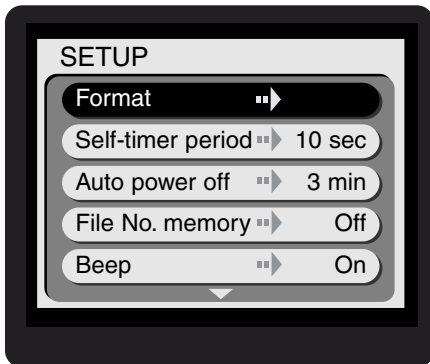 SETUP
Format
Self-timer period 10 sec
Auto power off 3 min
File No. memory Off
Beep On